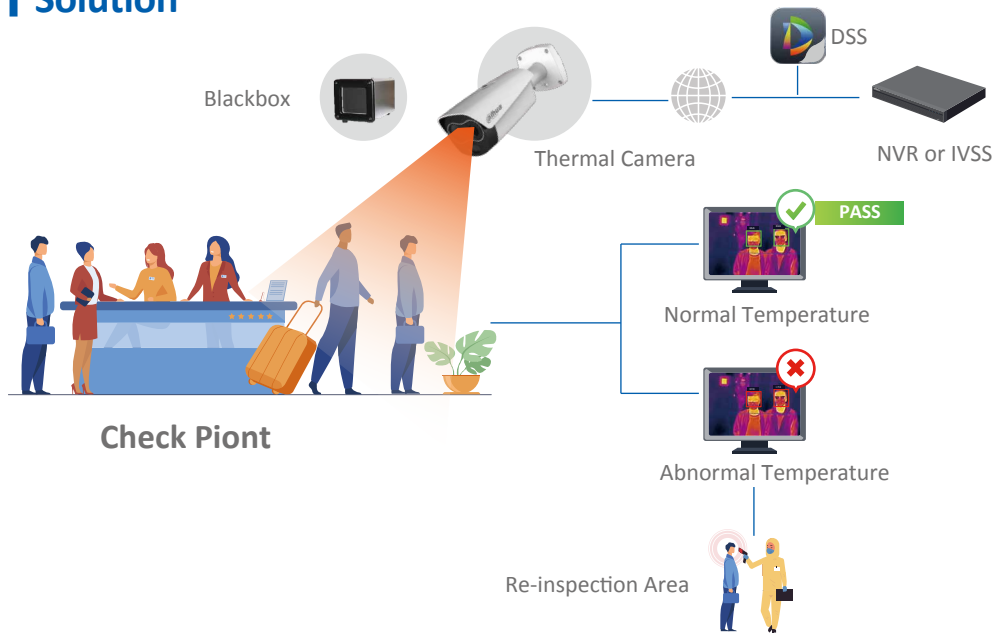 Solution
DSS
Blackbox
Thermal Camera
NVR or IVSS
PASS
Normal Temperature
Check Piont
Abnormal Temperature
Re-inspection Area